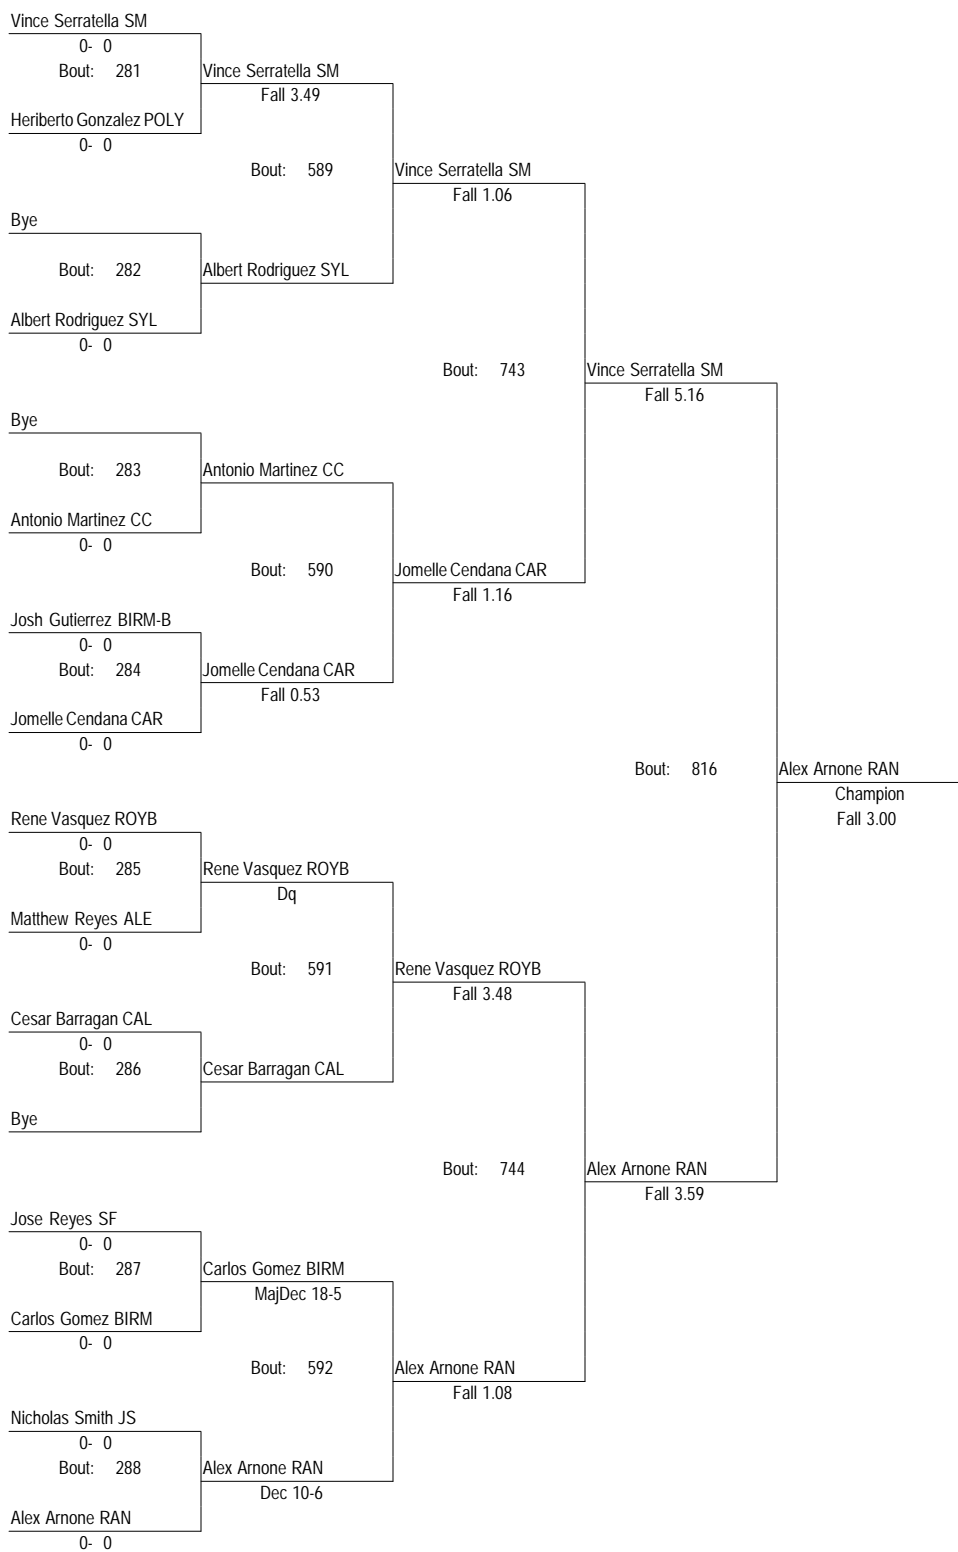 Vince Serratella SM
0- 0
Bout: 281
Vince Serratella SM
Fall 3.49
Heriberto Gonzalez POLY
0- 0
Bout: 589
Vince Serratella SM
Fall 1.06
Bye
Bout: 282
Albert Rodriguez SYL
Albert Rodriguez SYL
0- 0
Bout: 743
Vince Serratella SM
Fall 5.16
Bye
Bout: 283
Antonio Martinez CC
Antonio Martinez CC
0- 0
Bout: 590
Jomelle Cendana CAR
Fall 1.16
Josh Gutierrez BIRM-B
0- 0
Bout: 284
Jomelle Cendana CAR
Fall 0.53
Jomelle Cendana CAR
0- 0
Bout: 816
Alex Arnone RAN
Champion
Fall 3.00
Rene Vasquez ROYB
0- 0
Bout: 285
Rene Vasquez ROYB
Dq
Matthew Reyes ALE
0- 0
Bout: 591
Rene Vasquez ROYB
Fall 3.48
Cesar Barragan CAL
0- 0
Bout: 286
Cesar Barragan CAL
Bye
Bout: 744
Alex Arnone RAN
Fall 3.59
Jose Reyes SF
0- 0
Bout: 287
Carlos Gomez BIRM
MajDec 18-5
Carlos Gomez BIRM
0- 0
Bout: 592
Alex Arnone RAN
Fall 1.08
Nicholas Smith JS
0- 0
Bout: 288
Alex Arnone RAN
Dec 10-6
Alex Arnone RAN
0- 0